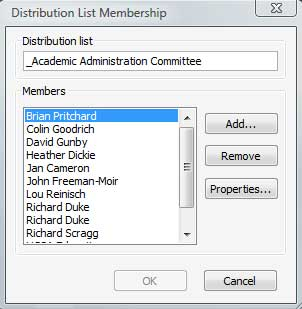 Distribution List Membership
Distribution list
_Academic Administration Committee
Members
Brian Pritchard
Colin Goodrich
David Gunby
Heather Dickie
Jan Cameron
John Freeman-Moir
Lou Reinisch
Richard Duke
Richard Duke
Richard Scragg
Add...
Remove
Properties...
OK
Cancel